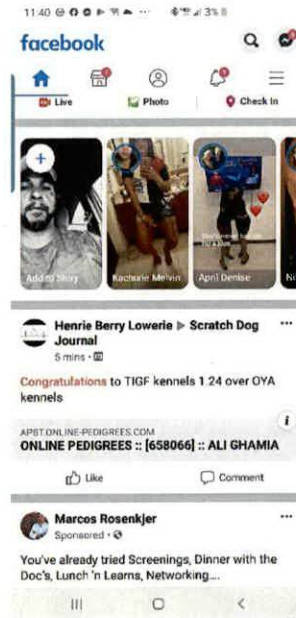 11:40
3%
facebook
Live
Photo
Check In
Add to Story
Kachurie Melvin
April Denise
Henrie Berry Lowerie ▶ Scratch Dog
Journal
5 mins
Congratulations to TIGF kennels 1.24 over OYA
kennels
APBT.ONLINE-PEDIGREES.COM
ONLINE PEDIGREES :: [658066] :: ALI GHAMIA
Like
Comment
Marcos Rosenkjer
Sponsored
You've already tried Screenings, Dinner with the
Doc's, Lunch 'n Learns, Networking....